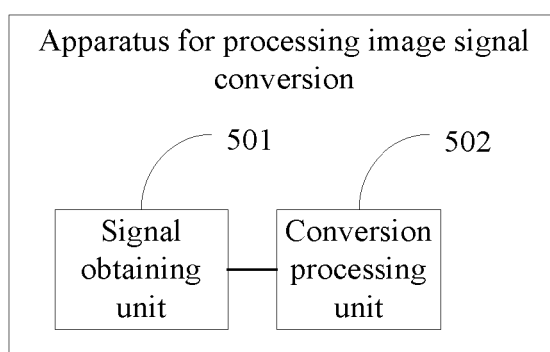 Apparatus for processing image signal
conversion
501
502
Signal
obtaining
unit
Conversion
processing
unit